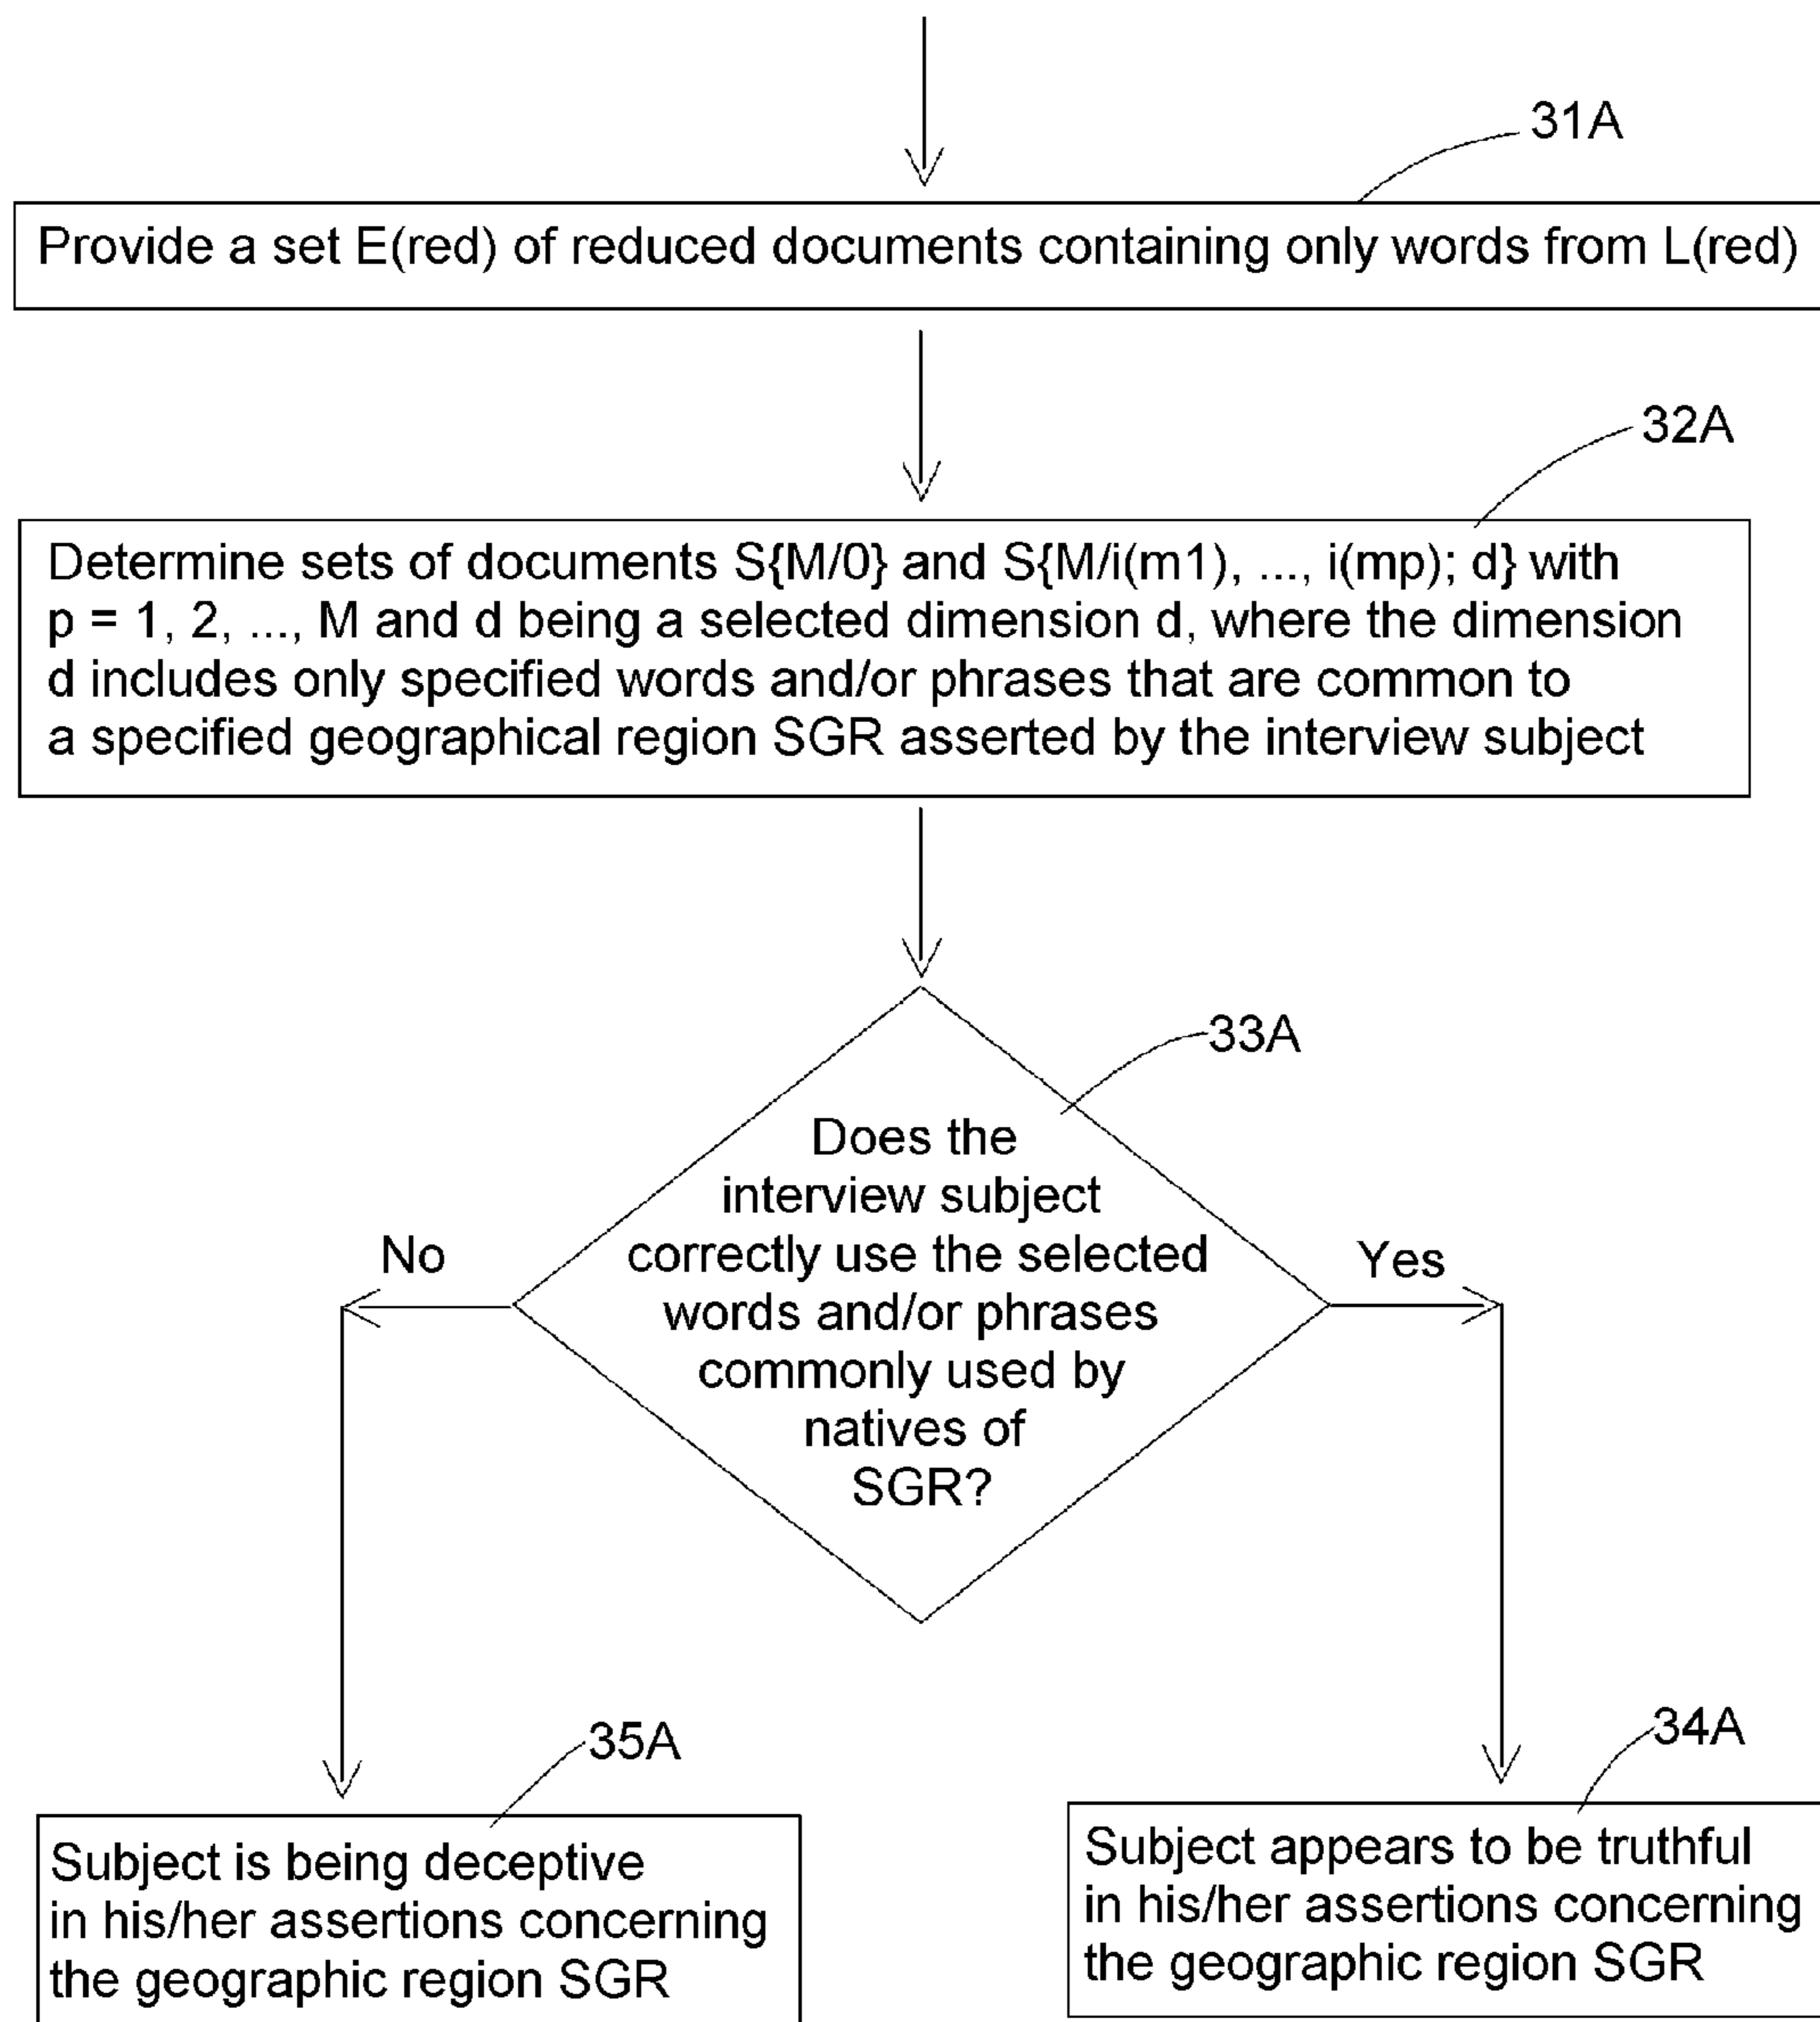 31A
Provide a set E(red) of reduced documents containing only words from L(red)
32A
Determine sets of documents S{M/0} and S{M/i(m1), ..., i(mp); d} with
p = 1, 2, ..., M and d being a selected dimension d, where the dimension
d includes only specified words and/or phrases that are common to
a specified geographical region SGR asserted by the interview subject
33A
Does the
interview subject
correctly use the selected
words and/or phrases
commonly used by
natives of
SGR?
No
Yes
35A
Subject is being deceptive
in his/her assertions concerning
the geographic region SGR
34A
Subject appears to be truthful
in his/her assertions concerning
the geographic region SGR